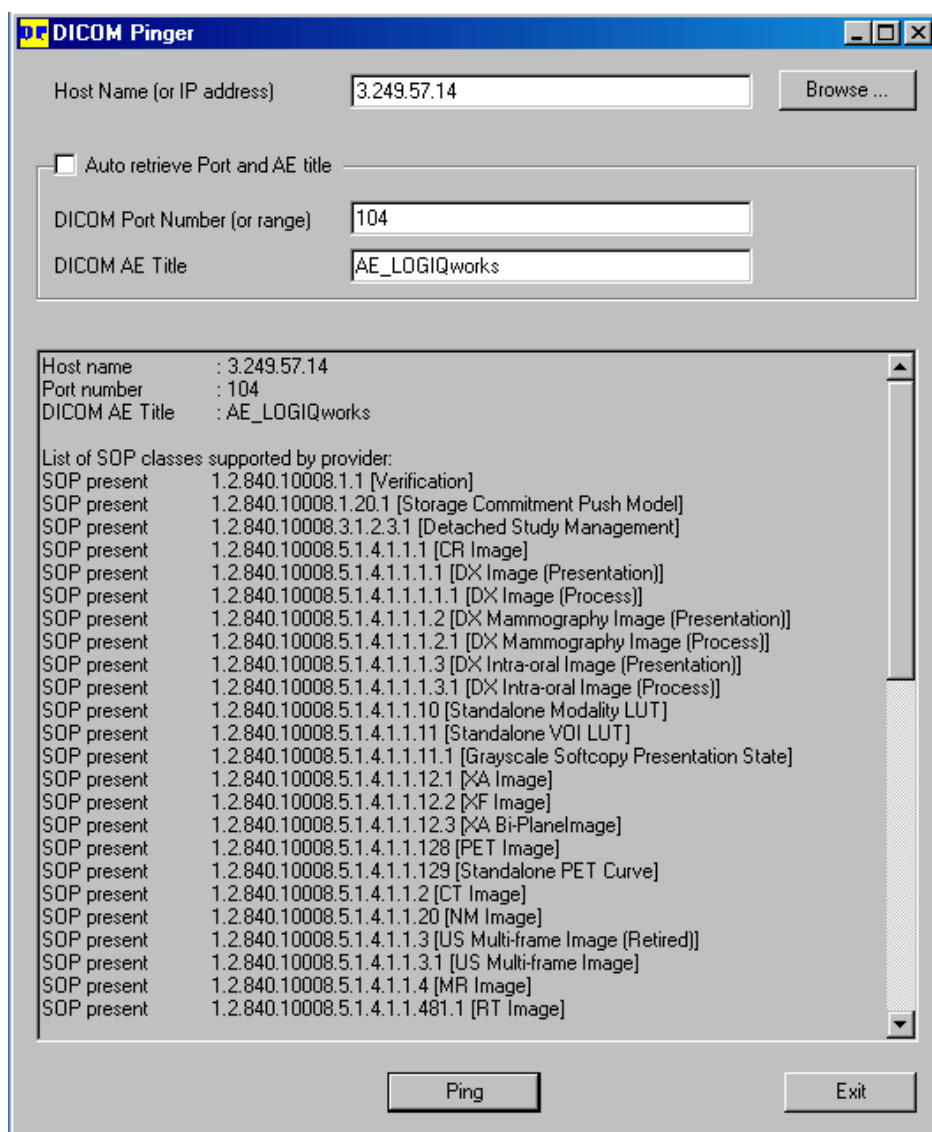 DICOM Pinger
Host Name (or IP address) 3.249.57.14 Browse ...
Auto retrieve Port and AE title
DICOM Port Number (or range) 104
DICOM AE Title AE_LOGIQworks
Host name : 3.249.57.14
Port number : 104
DICOM AE Title : AE_LOGIQworks
List of SOP classes supported by provider:
SOP present 1.2.840.10008.1.1 [Verification]
SOP present 1.2.840.10008.1.20.1 [Storage Commitment Push Model]
SOP present 1.2.840.10008.3.1.2.3.1 [Detached Study Management]
SOP present 1.2.840.10008.5.1.4.1.1.1 [CR Image]
SOP present 1.2.840.10008.5.1.4.1.1.1.1 [DX Image (Presentation)]
SOP present 1.2.840.10008.5.1.4.1.1.1.1.1 [DX Image (Process)]
SOP present 1.2.840.10008.5.1.4.1.1.1.2 [DX Mammography Image (Presentation)]
SOP present 1.2.840.10008.5.1.4.1.1.1.2.1 [DX Mammography Image (Process)]
SOP present 1.2.840.10008.5.1.4.1.1.1.3 [DX Intra-oral Image (Presentation)]
SOP present 1.2.840.10008.5.1.4.1.1.1.3.1 [DX Intra-oral Image (Process)]
SOP present 1.2.840.10008.5.1.4.1.1.10 [Standalone Modality LUT]
SOP present 1.2.840.10008.5.1.4.1.1.11 [Standalone VOI LUT]
SOP present 1.2.840.10008.5.1.4.1.1.11.1 [Grayscale Softcopy Presentation State]
SOP present 1.2.840.10008.5.1.4.1.1.12.1 [XA Image]
SOP present 1.2.840.10008.5.1.4.1.1.12.2 [XF Image]
SOP present 1.2.840.10008.5.1.4.1.1.12.3 [XA Bi-PlaneImage]
SOP present 1.2.840.10008.5.1.4.1.1.128 [PET Image]
SOP present 1.2.840.10008.5.1.4.1.1.129 [Standalone PET Curve]
SOP present 1.2.840.10008.5.1.4.1.1.2 [CT Image]
SOP present 1.2.840.10008.5.1.4.1.1.20 [NM Image]
SOP present 1.2.840.10008.5.1.4.1.1.3 [US Multi-frame Image (Retired)]
SOP present 1.2.840.10008.5.1.4.1.1.3.1 [US Multi-frame Image]
SOP present 1.2.840.10008.5.1.4.1.1.4 [MR Image]
SOP present 1.2.840.10008.5.1.4.1.1.481.1 [RT Image]
Ping Exit